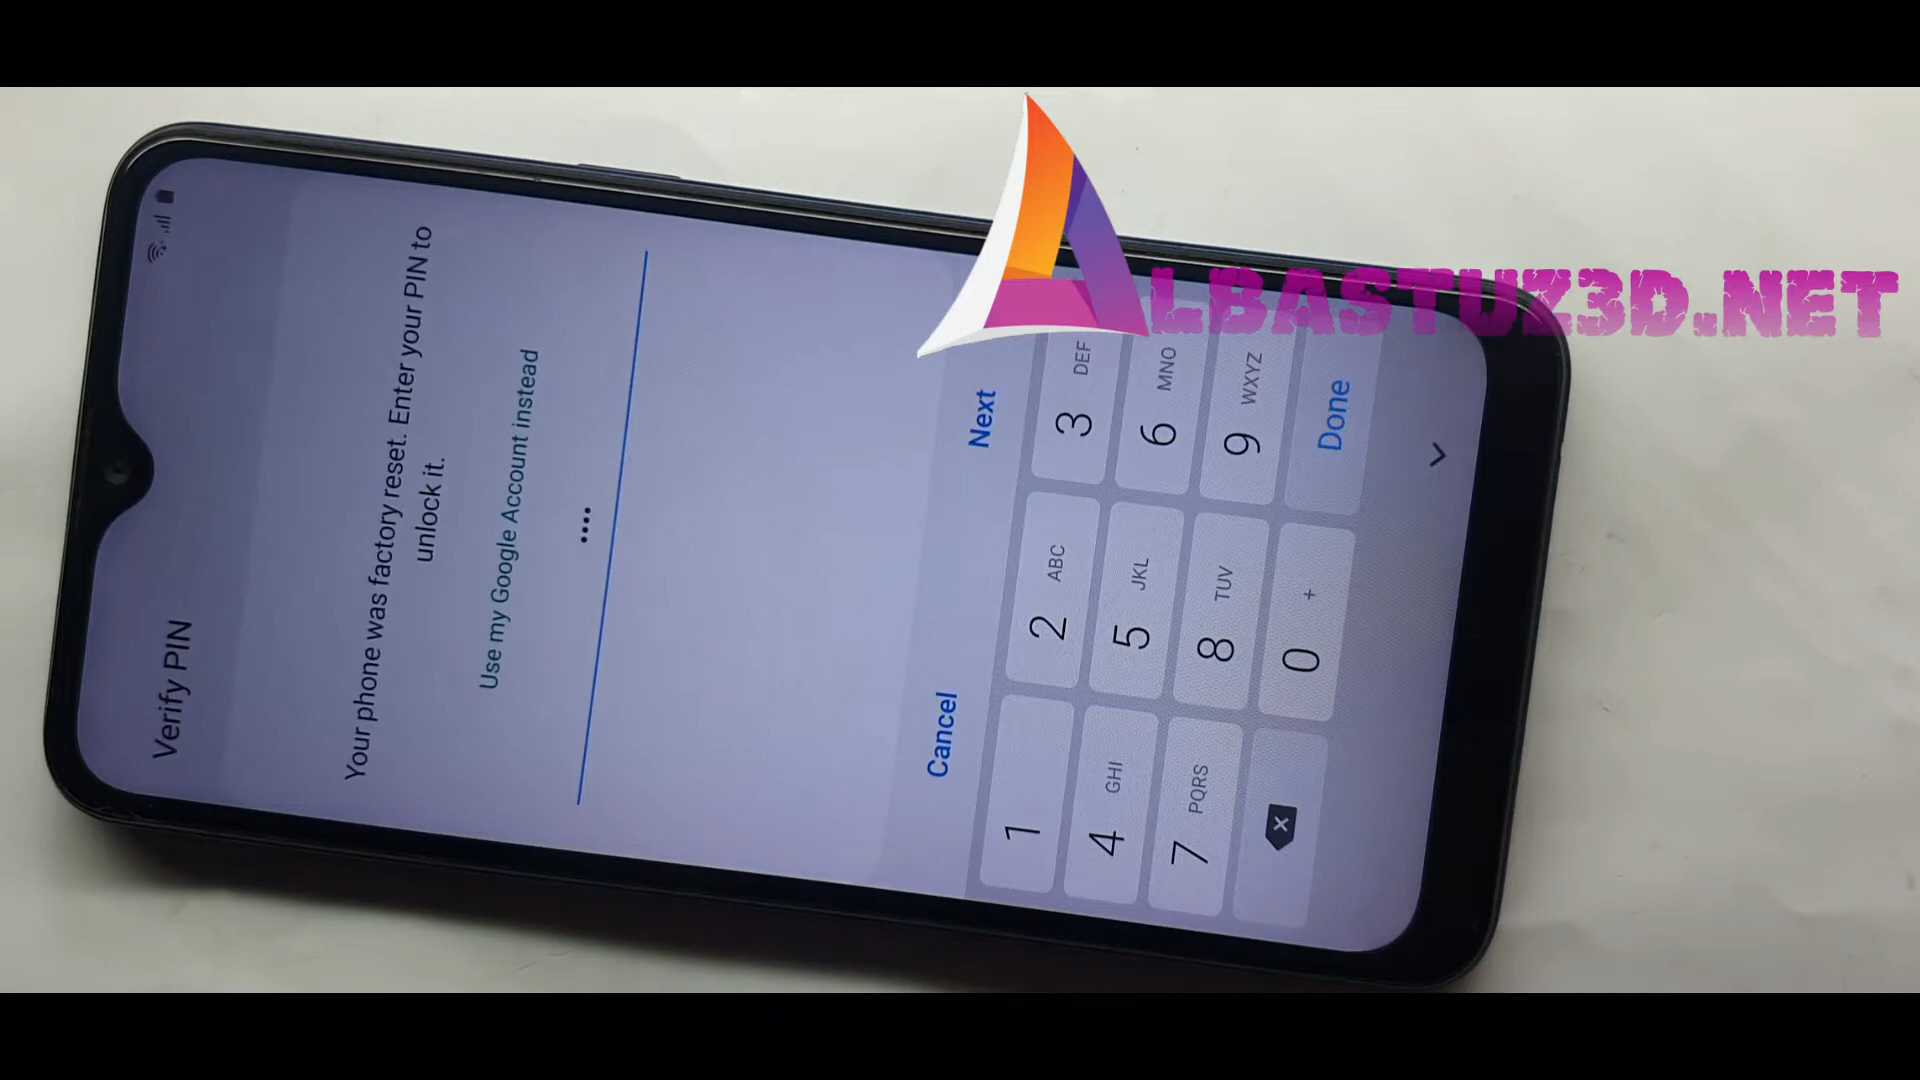 Verify PIN
Your phone was factory reset. Enter your PIN to
unlock it.
Use my Google Account instead
••••
Cancel Next
1 2 ABC 3 DEF
4 GHI 5 JKL 6 MNO
7 PQRS 8 TUV 9 WXYZ
0 + Done
ALBASTUZ3D.NET